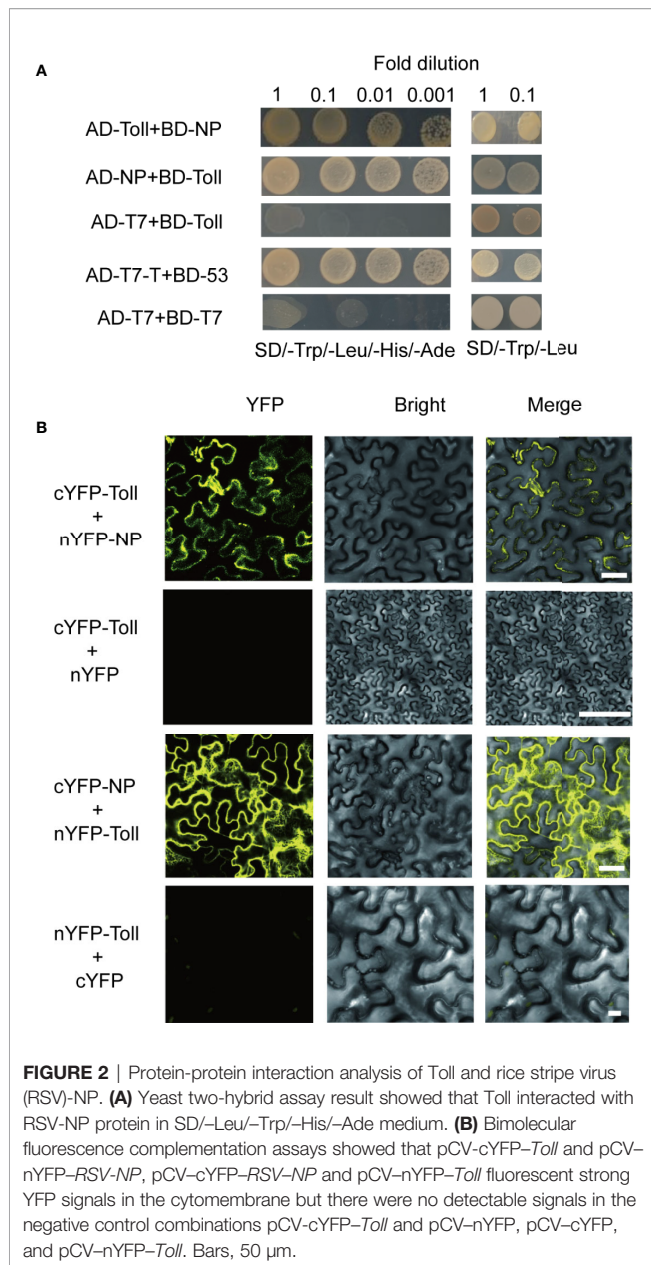 A
Fold dilution
1 0.1 0.01 0.001 1 0.1
AD-Toll+BD-NP
AD-NP+BD-Toll
AD-T7+BD-Toll
AD-T7-T+BD-53
AD-T7+BD-T7
SD/-Trp/-Leu/-His/-Ade SD/-Trp/-Leu
B
YFP Bright Merge
cYFP-Toll
+
nYFP-NP
cYFP-Toll
+
nYFP
cYFP-NP
+
nYFP-Toll
nYFP-Toll
+
cYFP
FIGURE 2 | Protein-protein interaction analysis of Toll and rice stripe virus
(RSV)-NP. (A) Yeast two-hybrid assay result showed that Toll interacted with
RSV-NP protein in SD/–Leu/–Trp/–His/–Ade medium. (B) Bimolecular
fluorescence complementation assays showed that pCV-cYFP–Toll and pCV–
nYFP–RSV-NP, pCV–cYFP–RSV–NP and pCV–nYFP–Toll fluorescent strong
YFP signals in the cytomembrane but there were no detectable signals in the
negative control combinations pCV-cYFP–Toll and pCV–nYFP, pCV–cYFP,
and pCV–nYFP–Toll. Bars, 50 μm.